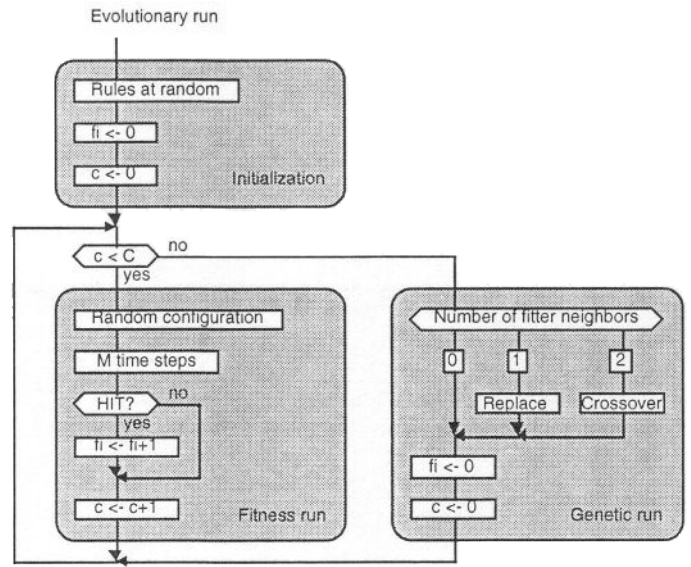 Evolutionary run
Rules at random
fi <- 0
c <- 0
Initialization
c < C
no
yes
Random configuration
M time steps
HIT?
no
yes
fi <- fi+1
c <- c+1
Fitness run
Number of fitter neighbors
0 1 2
Replace Crossover
fi <- 0
c <- 0
Genetic run